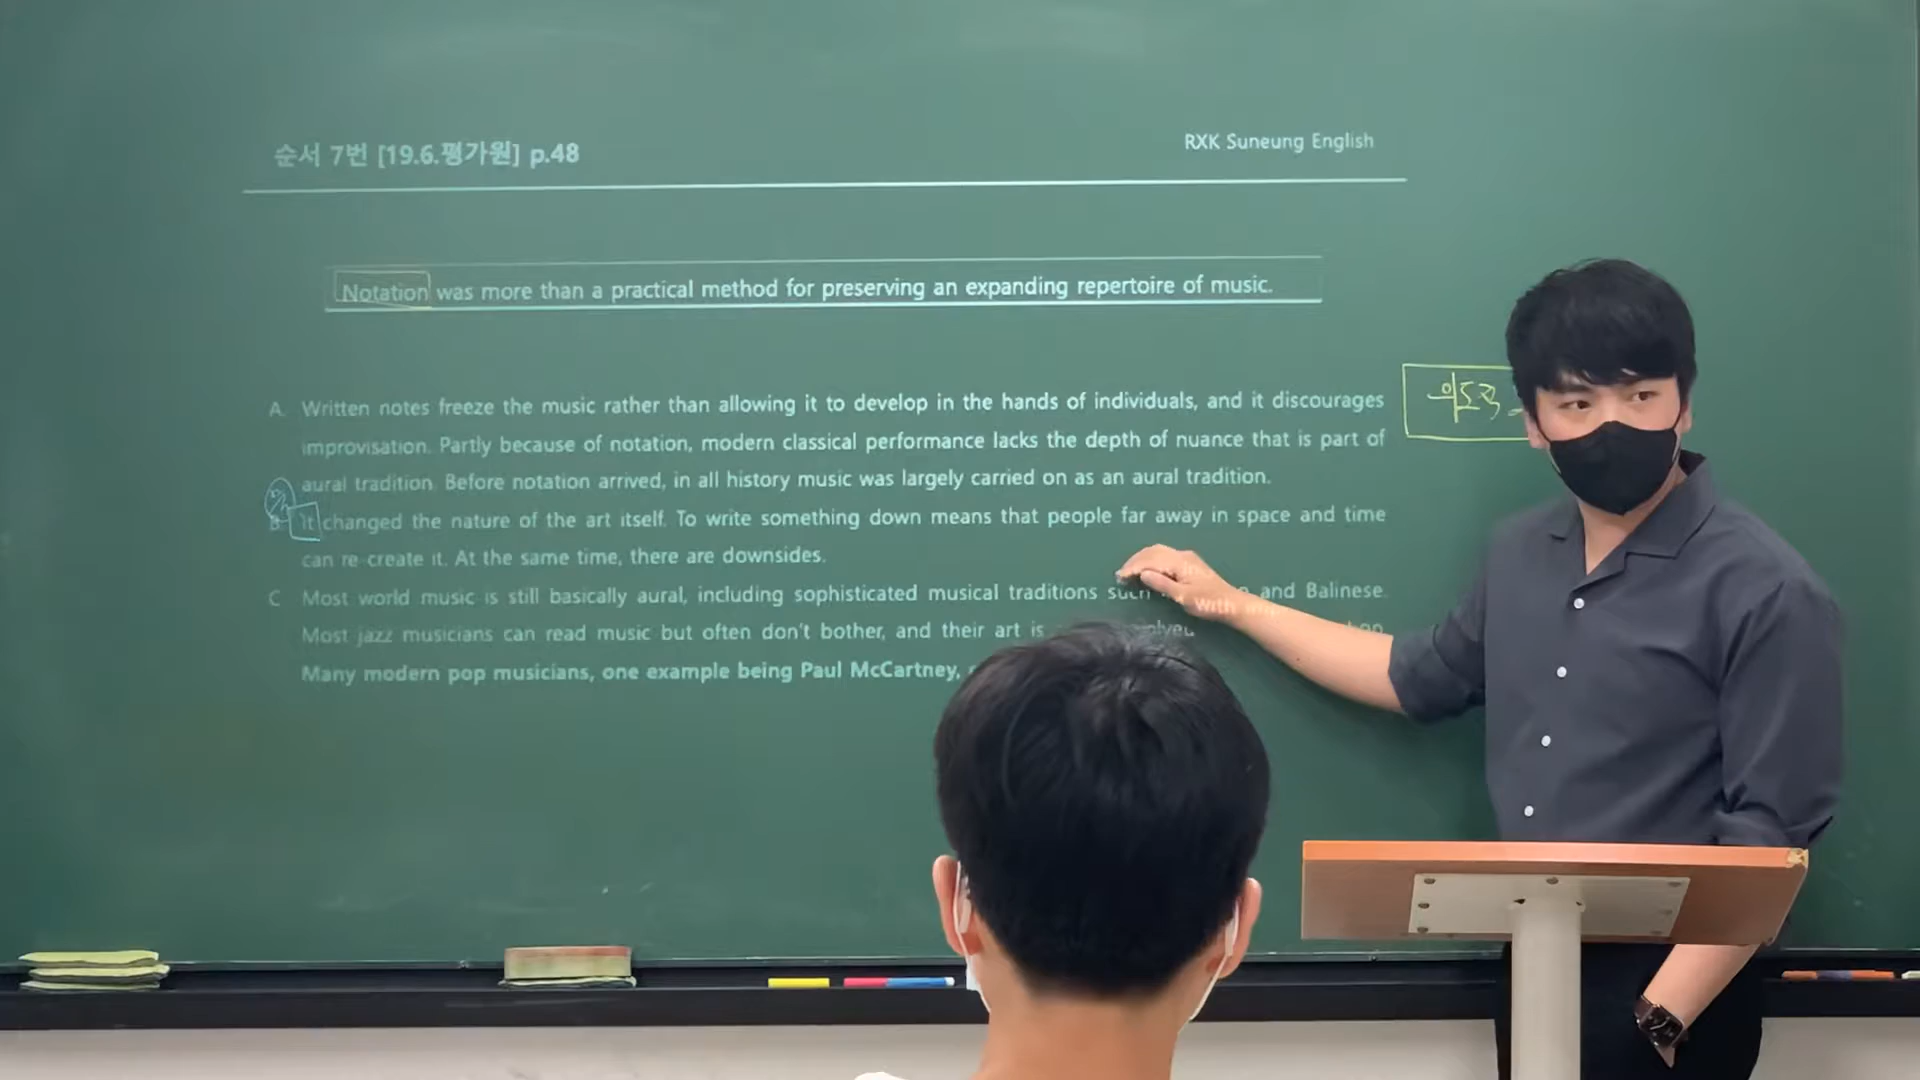 순서 7번 [19.6.평가원] p.48
RXK Suneung English
Notation was more than a practical method for preserving an expanding repertoire of music.
A. Written notes freeze the music rather than allowing it to develop in the hands of individuals, and it discourages
improvisation. Partly because of notation, modern classical performance lacks the depth of nuance that is part of
aural tradition. Before notation arrived, in all history music was largely carried on as an aural tradition.
B. It changed the nature of the art itself. To write something down means that people far away in space and time
can re-create it. At the same time, there are downsides.
C Most world music is still basically aural, including sophisticated musical traditions such and Balinese.
Most jazz musicians can read music but often don't bother, and their art is
Many modern pop musicians, one example being Paul McCartney,